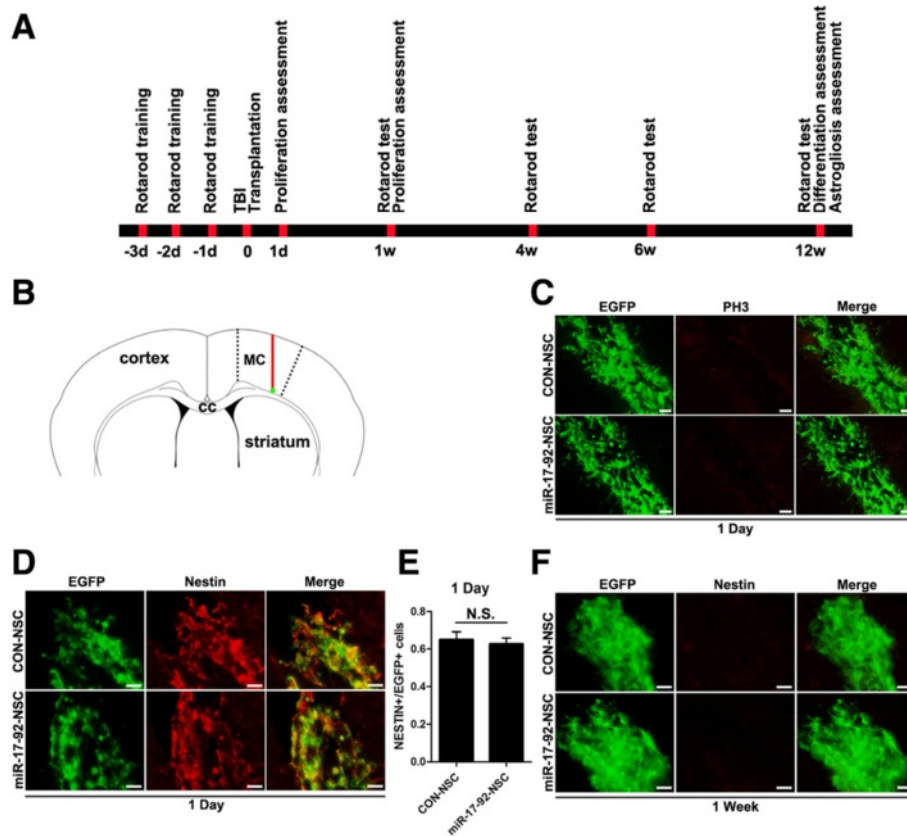 A
Rotarod training
Rotarod training
Rotarod training
TBI
Transplantation
Proliferation assessment
Rotarod test
Proliferation assessment
Rotarod test
Rotarod test
Rotarod test
Differentiation assessment
Astrogliosis assessment
-3d -2d -1d 0 1d 1w 4w 6w 12w
B
cortex
MC
cc
striatum
C
EGFP PH3 Merge
CON-NSC
miR-17-92-NSC
1 Day
D
EGFP Nestin Merge
CON-NSC
miR-17-92-NSC
1 Day
E
1 Day
N.S.
NESTIN+/EGFP+ cells
0.8
0.6
0.4
0.2
0.0
CON-NSC
miR-17-92-NSC
F
EGFP Nestin Merge
CON-NSC
miR-17-92-NSC
1 Week